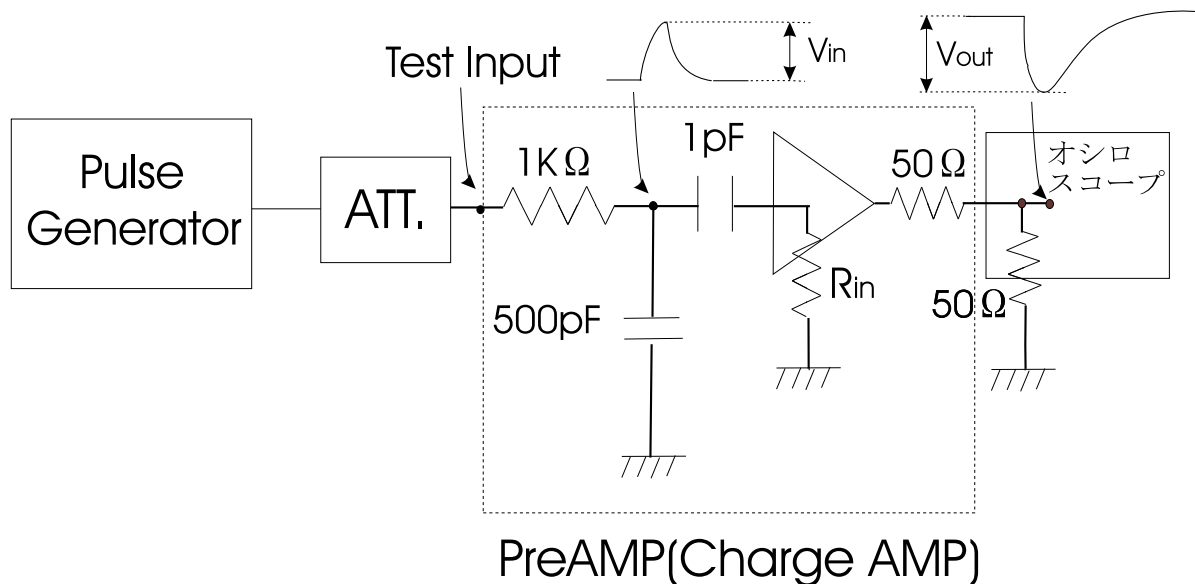 Vin
Vout
Test Input
Pulse
Generator
ATT.
1KΩ
1pF
50Ω
オシロ
スコープ
500pF
Rin
50Ω
PreAMP(Charge AMP)